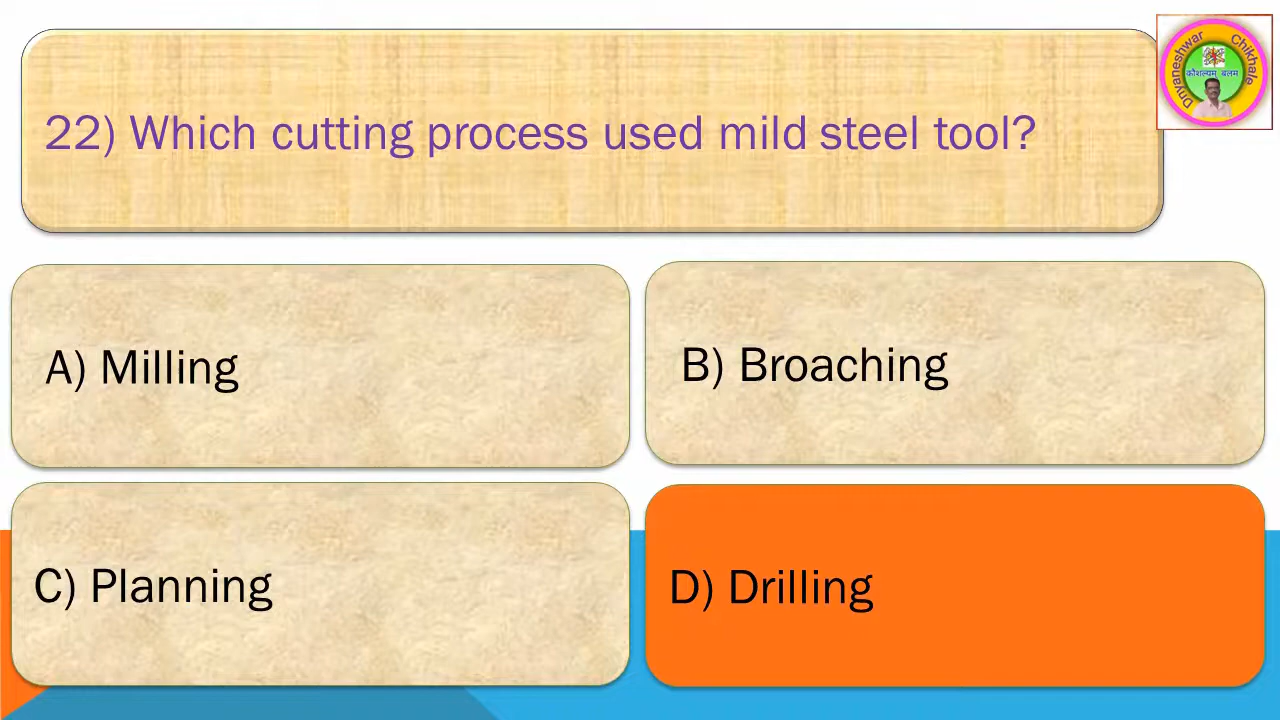 22) Which cutting process used mild steel tool?
Dnyaneshwar Chikhale
कौशल्यम् बलम
A) Milling
B) Broaching
C) Planning
D) Drilling